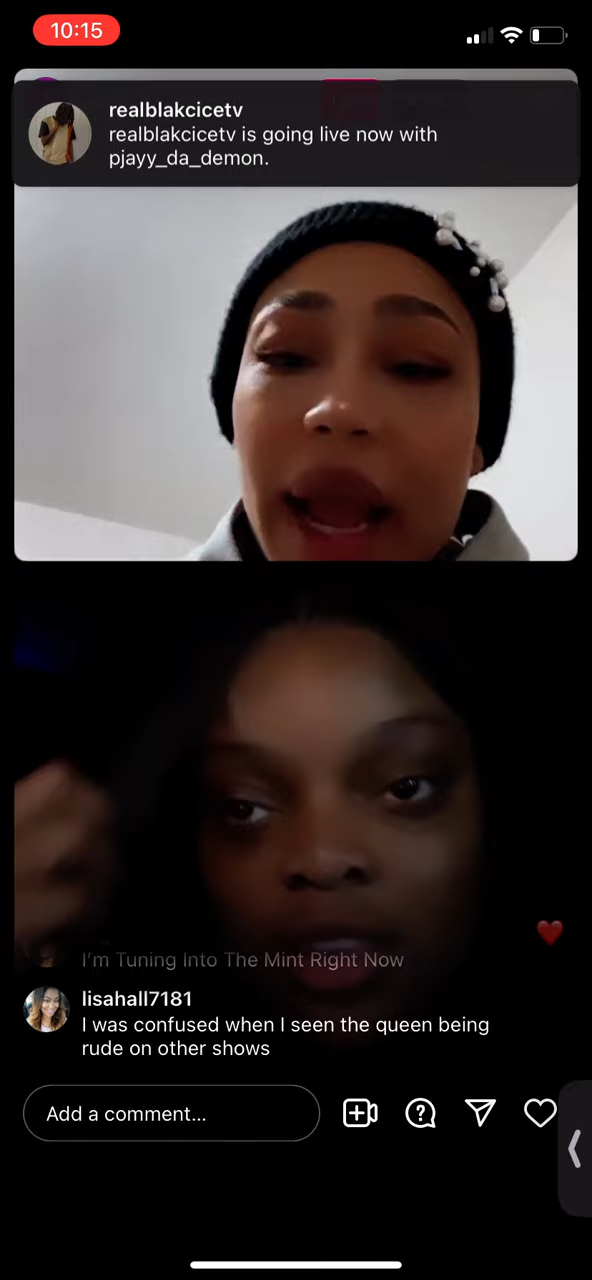 10:15
realblakcicetv
realblakcicetv is going live now with
pjayy_da_demon.
I'm Tuning Into The Mint Right Now
lisahall7181
I was confused when I seen the queen being
rude on other shows
Add a comment...